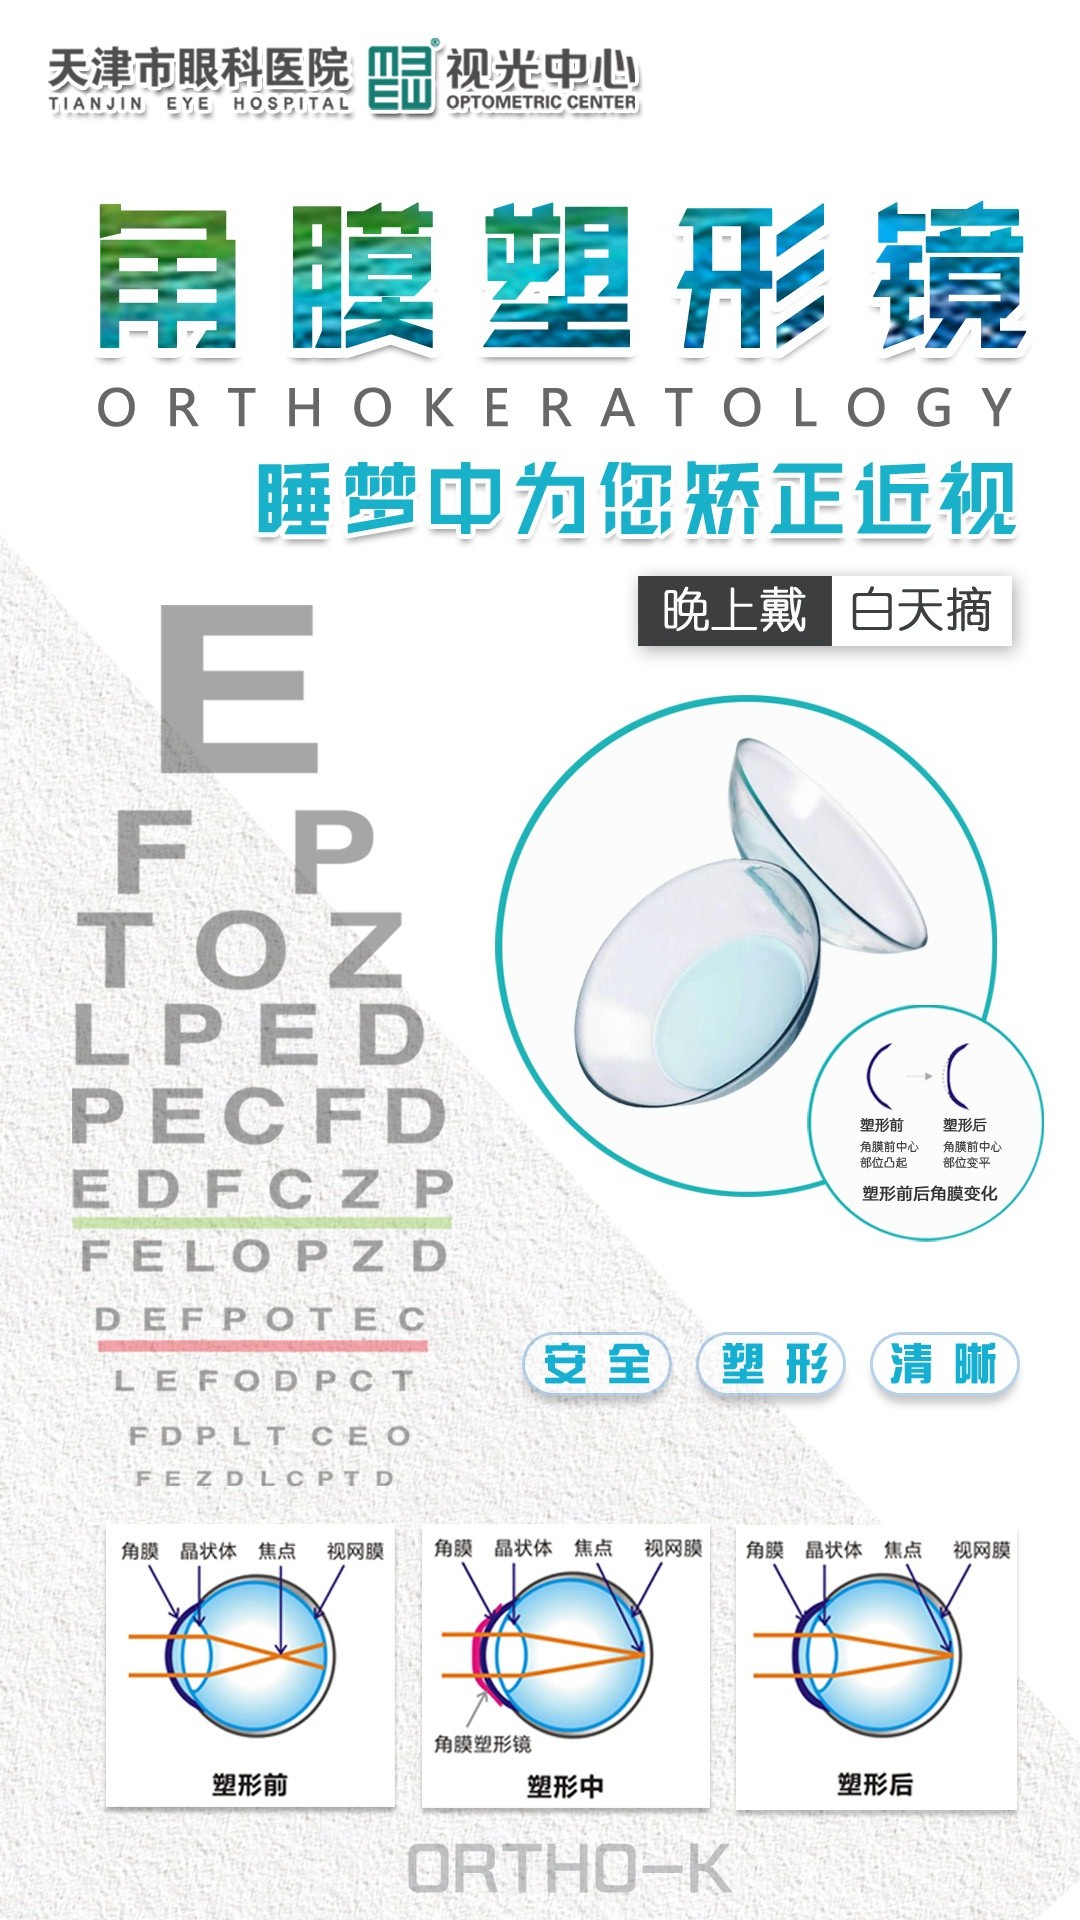 天津市眼科医院 视光中心
TIANJIN EYE HOSPITAL OPTOMETRIC CENTER
角膜塑形镜
ORTHOKERATOLOGY
睡梦中为您矫正近视
晚上戴 白天摘
E
F P
T O Z
L P E D
P E C F D
E D F C Z P
F E L O P Z D
D E F P O T E C
L E F O D P C T
F D P L T C E O
F E Z D L C P T D
塑形前 塑形后
角膜前中心 角膜前中心
部位凸起 部位变平
塑形前后角膜变化
安全 塑形 清晰
角膜 晶状体 焦点 视网膜
塑形前
角膜 晶状体 焦点 视网膜
角膜塑形镜
塑形中
角膜 晶状体 焦点 视网膜
塑形后
ORTHO-K